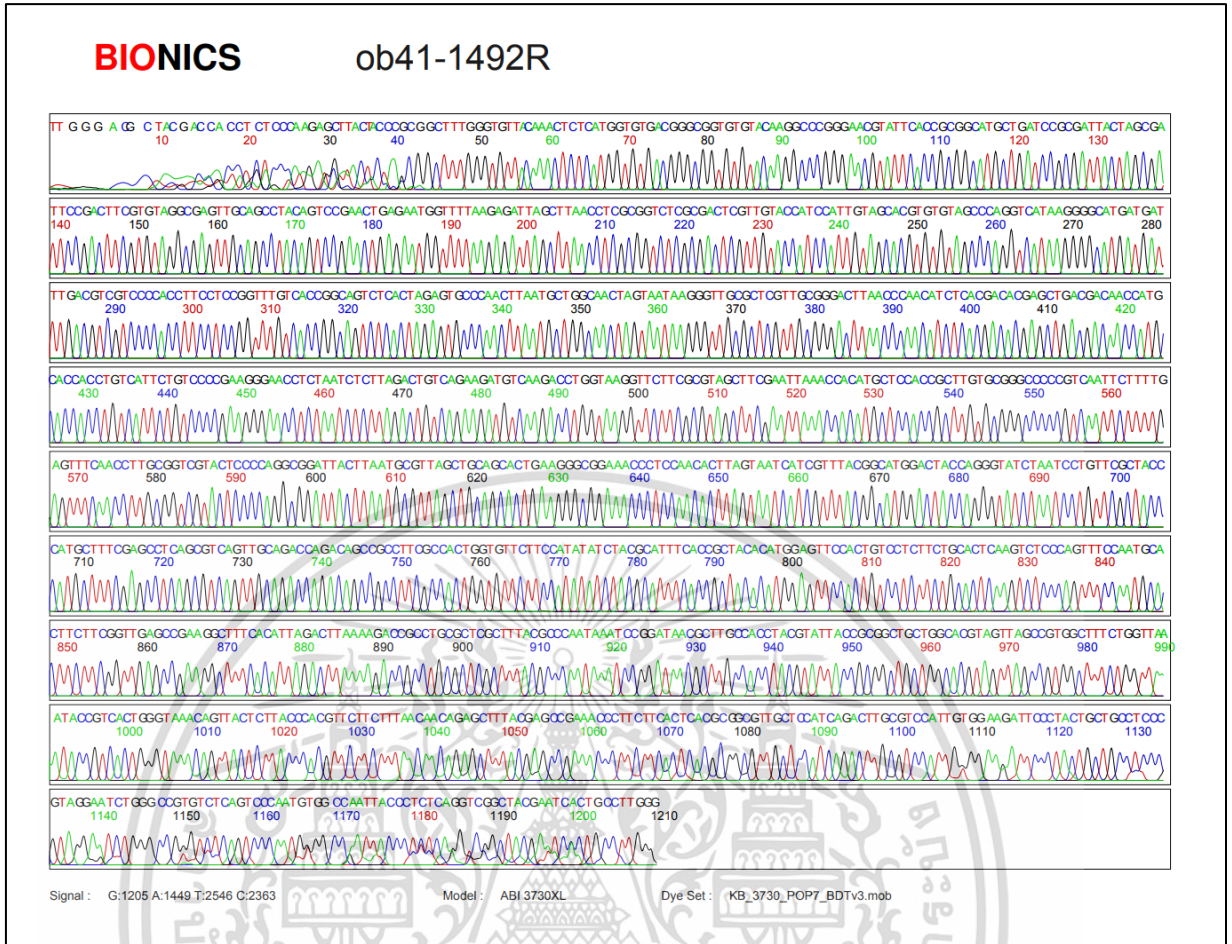 BIONICS ob41-1492R
TT G G G A CG C TACGACCACCTCTCCCAAGAGCTTACTACCCGCGGCTTTGGGTGTTACAAACTCTCATGGTGTGACGGGCGGTGTGTACAAGGCCCGGGAACGTATTCACCGCGGCATGCTGATCCGCGATTACTAGCGA
10 20 30 40 50 60 70 80 90 100 110 120 130
TTCCGACTTCGTGTAGGCGAGTTGCAGCCTACAGTCCGAACTGAGAATGGTTTTAAGAGATTAGCTTAACCTCGCGGTCTCGCGACTCGTTGTACCATCCATTGTAGCACGTGTGTAGCCCAGGTCATAAGGGGCATGATGAT
140 150 160 170 180 190 200 210 220 230 240 250 260 270 280
TTGACGTCGTCCCCACCTTCCTCCGGTTTGTCACCGGCAGTCTCACTAGAGTGCCCAACTTAATGCTGGCAACTAGTAATAAGGGTTGCGCTCGTTGCGGGACTTAACCCAACATCTCACGACACGAGCTGACGACAACCATG
290 300 310 320 330 340 350 360 370 380 390 400 410 420
CACCACCTGTCATTCTGTCCCCGAAGGGAACCTCTAATCTCTTAGACTGTCAGAAGATGTCAAGACCTGGTAAGGTTCTTCGCGTAGCTTCGAATTAAACCACATGCTCCACCGCTTGTGCGGGCCCCCGTCAATTCTTTTG
430 440 450 460 470 480 490 500 510 520 530 540 550 560
AGTTTCAACCTTGCGGTCGTACTCCCCAGGCGGATTACTTAATGCGTTAGCTGCAGCACTGAAGGGCGGAAACCCTCCAACACTTAGTAATCATCGTTTACGGCATGGACTACCAGGGTATCTAATCCTGTTCGCTACC
570 580 590 600 610 620 630 640 650 660 670 680 690 700
CATGCTTTCGAGCCTCAGCGTCAGTTGCAGACCAGACAGCCGCCTTCGCCACTGGTGTTCTTCCATATATCTACGCATTTCACCGCTACACATGGAGTTCCACTGTCCTCTTCTGCACTCAAGTCTCCCAGTTTCCAATGCA
710 720 730 740 750 760 770 780 790 800 810 820 830 840
CTTCTTCGGTTGAGCCGAAGGCTTTCACATTAGACTTAAAAGACCGCCTGCGCTCGCTTTACGCCCAATAAATCCGGATAACGCTTGCCACCTACGTATTACCGCGGCTGCTGGCACGTAGTTAGCCGTGGCTTTCTGGTTAA
850 860 870 880 890 900 910 920 930 940 950 960 970 980 990
ATACCGTCACTGGGTAAACAGTTACTCTTACCCACGTTCTTCTTTAACAACAGAGCTTTACGAGCCGAAACCCTTCTTCACTCACGCGGCGTTGCTCCATCAGACTTGCGTCCATTGTGGAAGATTCCCTACTGCTGCCTCCC
1000 1010 1020 1030 1040 1050 1060 1070 1080 1090 1100 1110 1120 1130
GTAGGAATCTGGGCCGTGTCTCAGTCCCAATGTGGCCAATTACCCTCTCAGGTCGGCTACGAATCACTGCCTTGGG
1140 1150 1160 1170 1180 1190 1200 1210
Signal : G:1205 A:1449 T:2546 C:2363 Model : ABI 3730XL Dye Set : KB_3730_POP7_BDTv3.mob